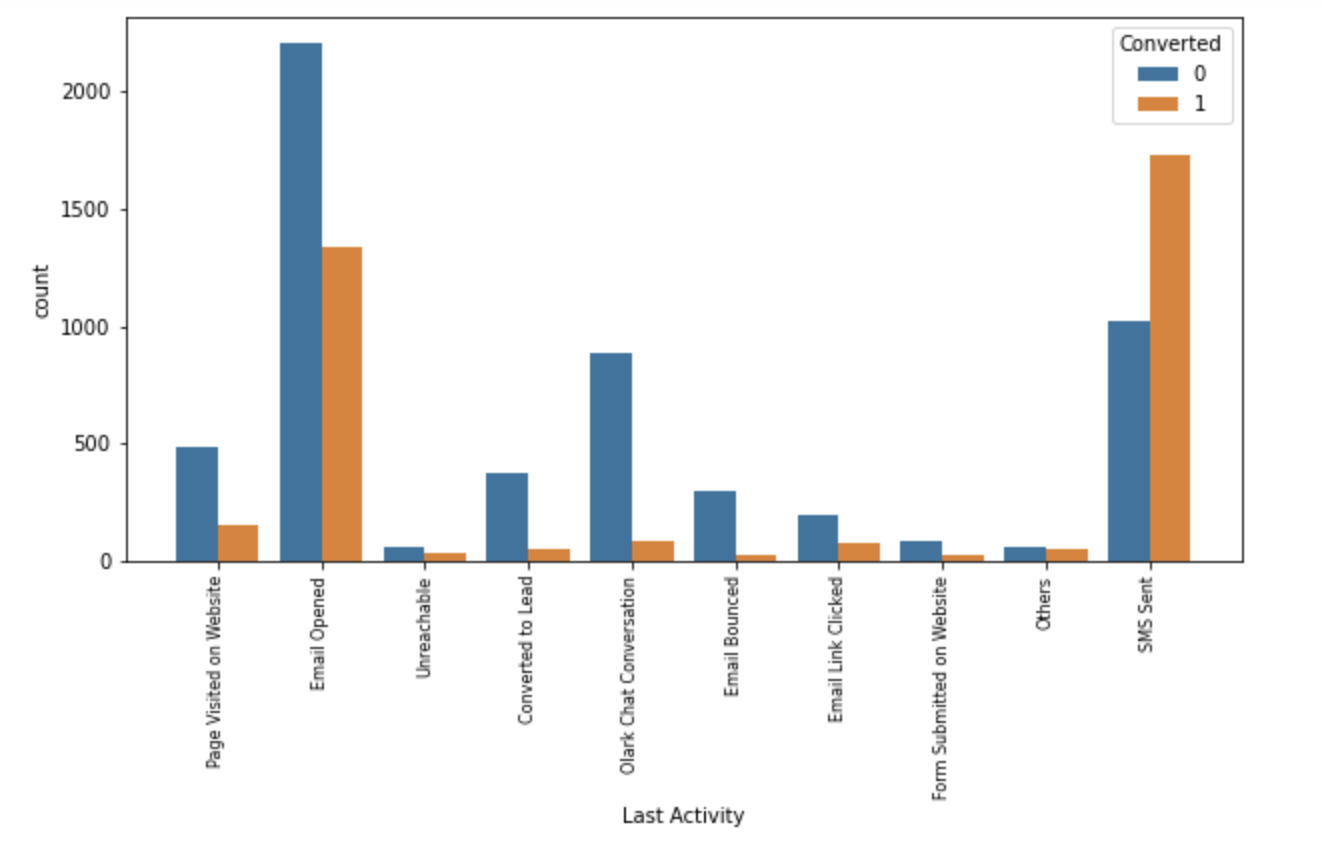 Converted
0
1
2000
1500
1000
500
0
count
Page Visited on Website
Email Opened
Unreachable
Converted to Lead
Olark Chat Conversation
Email Bounced
Email Link Clicked
Form Submitted on Website
Others
SMS Sent
Last Activity